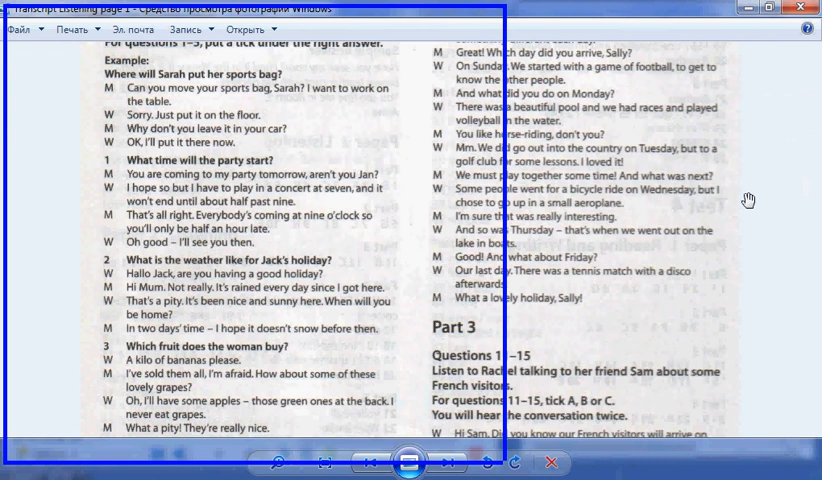 Transcript Listening page 1 - Средство просмотра фотографий Windows
Файл Печать Эл. почта Запись Открыть
For questions 1–5, put a tick under the right answer.
Example:
Where will Sarah put her sports bag?
M Can you move your sports bag, Sarah? I want to work on
the table.
W Sorry. Just put it on the floor.
M Why don't you leave it in your car?
W OK, I'll put it there now.
1 What time will the party start?
M You are coming to my party tomorrow, aren't you Jan?
W I hope so but I have to play in a concert at seven, and it
won't end until about half past nine.
M That's all right. Everybody's coming at nine o'clock so
you'll only be half an hour late.
W Oh good – I'll see you then.
2 What is the weather like for Jack's holiday?
W Hallo Jack, are you having a good holiday?
M Hi Mum. Not really. It's rained every day since I got here.
W That's a pity. It's been nice and sunny here. When will you
be home?
M In two days' time – I hope it doesn't snow before then.
3 Which fruit does the woman buy?
W A kilo of bananas please.
M I've sold them all, I'm afraid. How about some of these
lovely grapes?
W Oh, I'll have some apples – those green ones at the back. I
never eat grapes.
M What a pity! They're really nice.
M Great! Which day did you arrive, Sally?
W On Sunday. We started with a game of football, to get to
know the other people.
M And what did you do on Monday?
W There was a beautiful pool and we had races and played
volleyball in the water.
M You like horse-riding, don't you?
W Mm. We did go out into the country on Tuesday, but to a
golf club for some lessons. I loved it!
M We must play together some time! And what was next?
W Some people went for a bicycle ride on Wednesday, but I
chose to go up in a small aeroplane.
M I'm sure that was really interesting.
W And so was Thursday – that's when we went out on the
lake in boats.
M Good! And what about Friday?
W Our last day. There was a tennis match with a disco
afterwards.
M What a lovely holiday, Sally!
Part 3
Questions 11–15
Listen to Rachel talking to her friend Sam about some
French visitors.
For questions 11–15, tick A, B or C.
You will hear the conversation twice.
W Hi Sam. Did you know our French visitors will arrive on